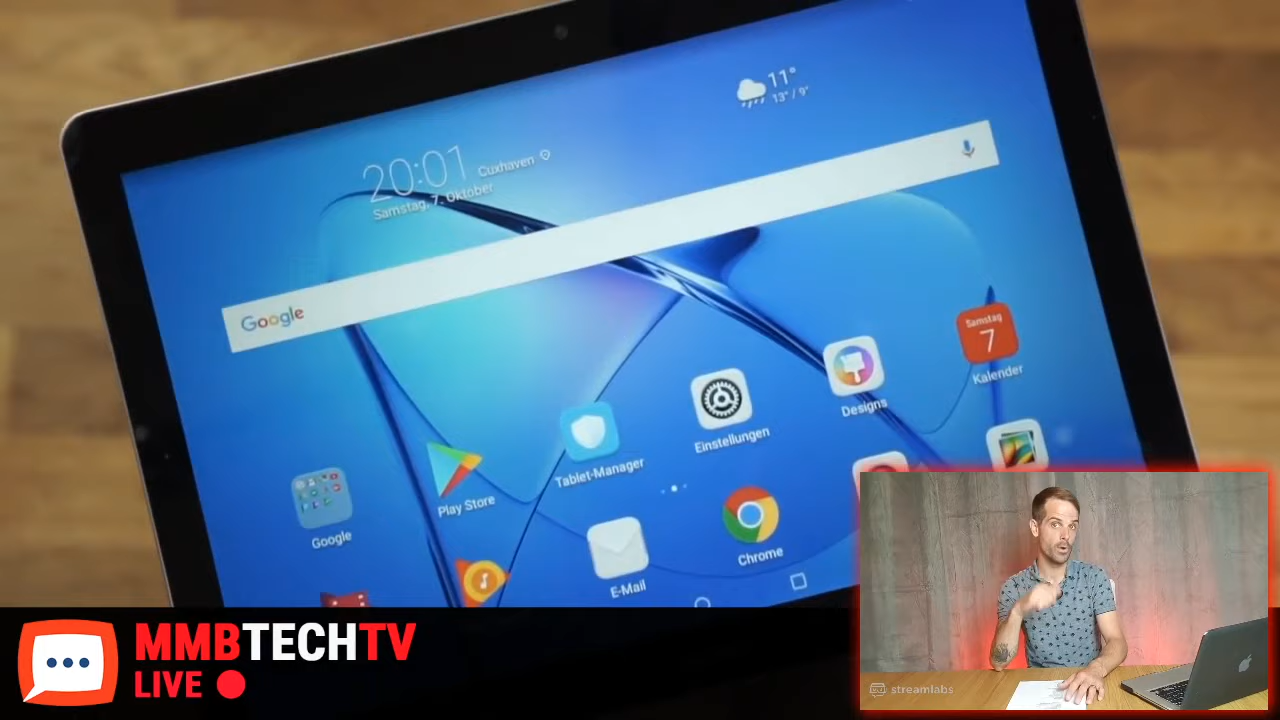 11°
13° / 9°
20:01
Cuxhaven
Samstag, 7. Oktober
Google
Samstag
7
Kalender
Designs
Einstellungen
Tablet-Manager
Play Store
Google
Chrome
E-Mail
MMBTECHTV
LIVE
streamlabs